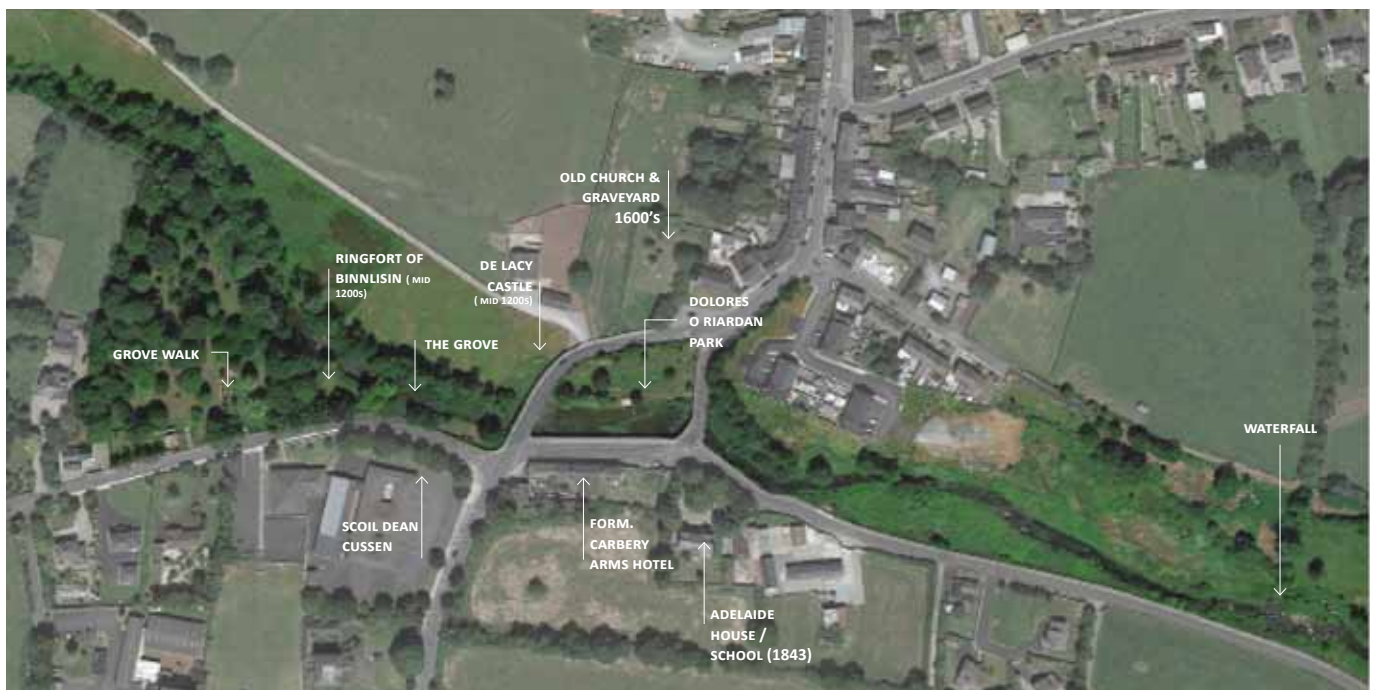 OLD CHURCH &
GRAVEYARD
1600's
RINGFORT OF
BINNLISIN ( MID
1200S)
DE LACY
CASTLE
( MID 1200S)
DOLORES
O RIARDAN
PARK
GROVE WALK
THE GROVE
WATERFALL
SCOIL DEAN
CUSSEN
FORM.
CARBERY
ARMS HOTEL
ADELAIDE
HOUSE /
SCHOOL (1843)